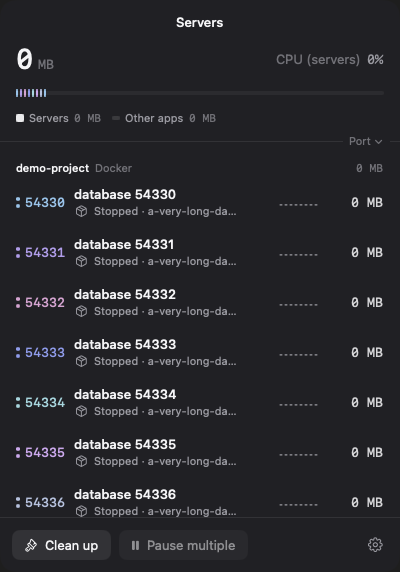 Servers
0 MB
CPU (servers) 0%
Servers 0 MB Other apps 0 MB
Port
demo-project Docker 0 MB
54330 database 54330 0 MB
Stopped · a-very-long-da...
54331 database 54331 0 MB
Stopped · a-very-long-da...
54332 database 54332 0 MB
Stopped · a-very-long-da...
54333 database 54333 0 MB
Stopped · a-very-long-da...
54334 database 54334 0 MB
Stopped · a-very-long-da...
54335 database 54335 0 MB
Stopped · a-very-long-da...
54336 database 54336 0 MB
Stopped · a-very-long-da...
Clean up Pause multiple